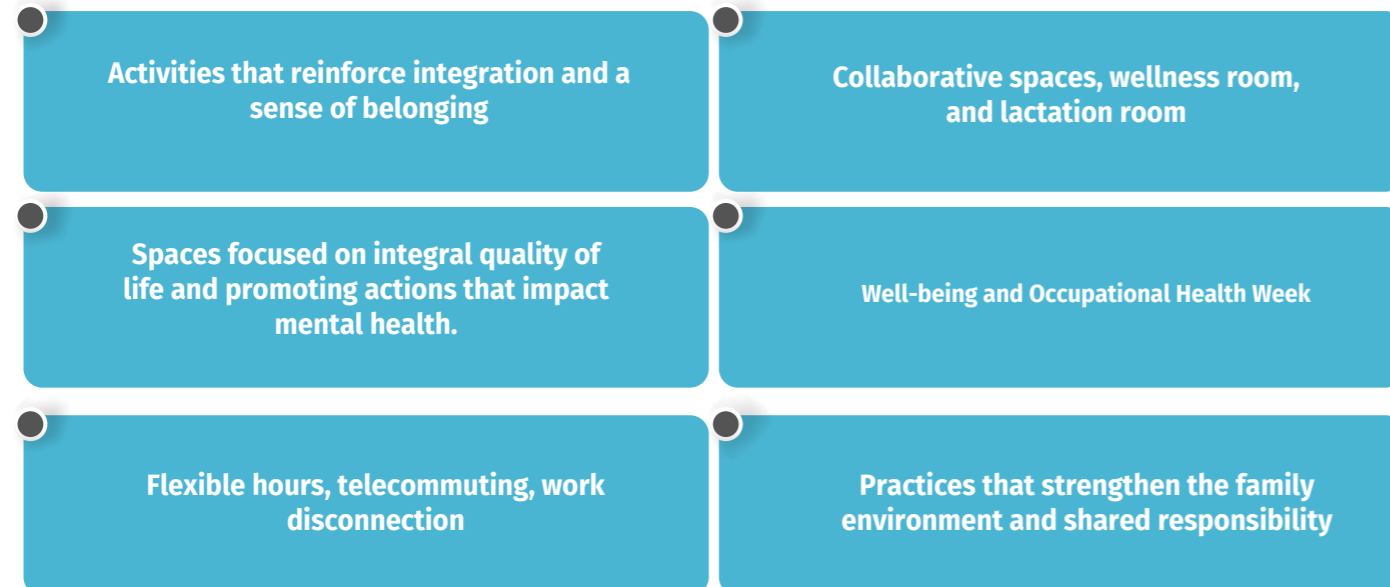 Activities that reinforce integration and a
sense of belonging
Collaborative spaces, wellness room,
and lactation room
Spaces focused on integral quality of
life and promoting actions that impact
mental health.
Well-being and Occupational Health Week
Flexible hours, telecommuting, work
disconnection
Practices that strengthen the family
environment and shared responsibility